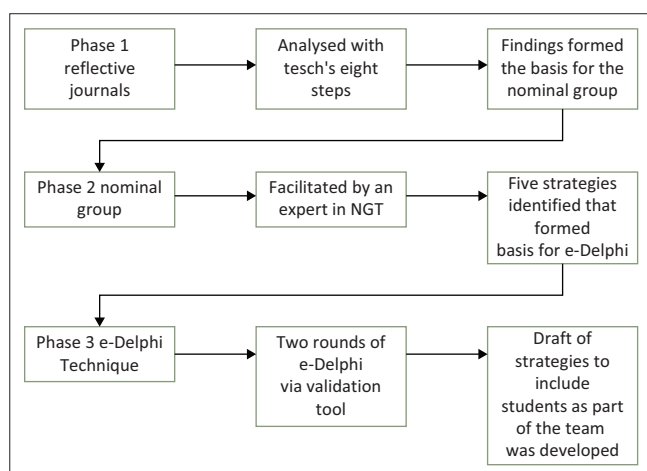 Phase 1
reflective
journals
Analysed with
tesch's eight
steps
Findings formed
the basis for the
nominal group
Phase 2 nominal
group
Facilitated by an
expert in NGT
Five strategies
identified that
formed
basis for e-Delphi
Phase 3 e-Delphi
Technique
Two rounds of
e-Delphi
via validation
tool
Draft of
strategies to
include
students as part
of the team
was developed